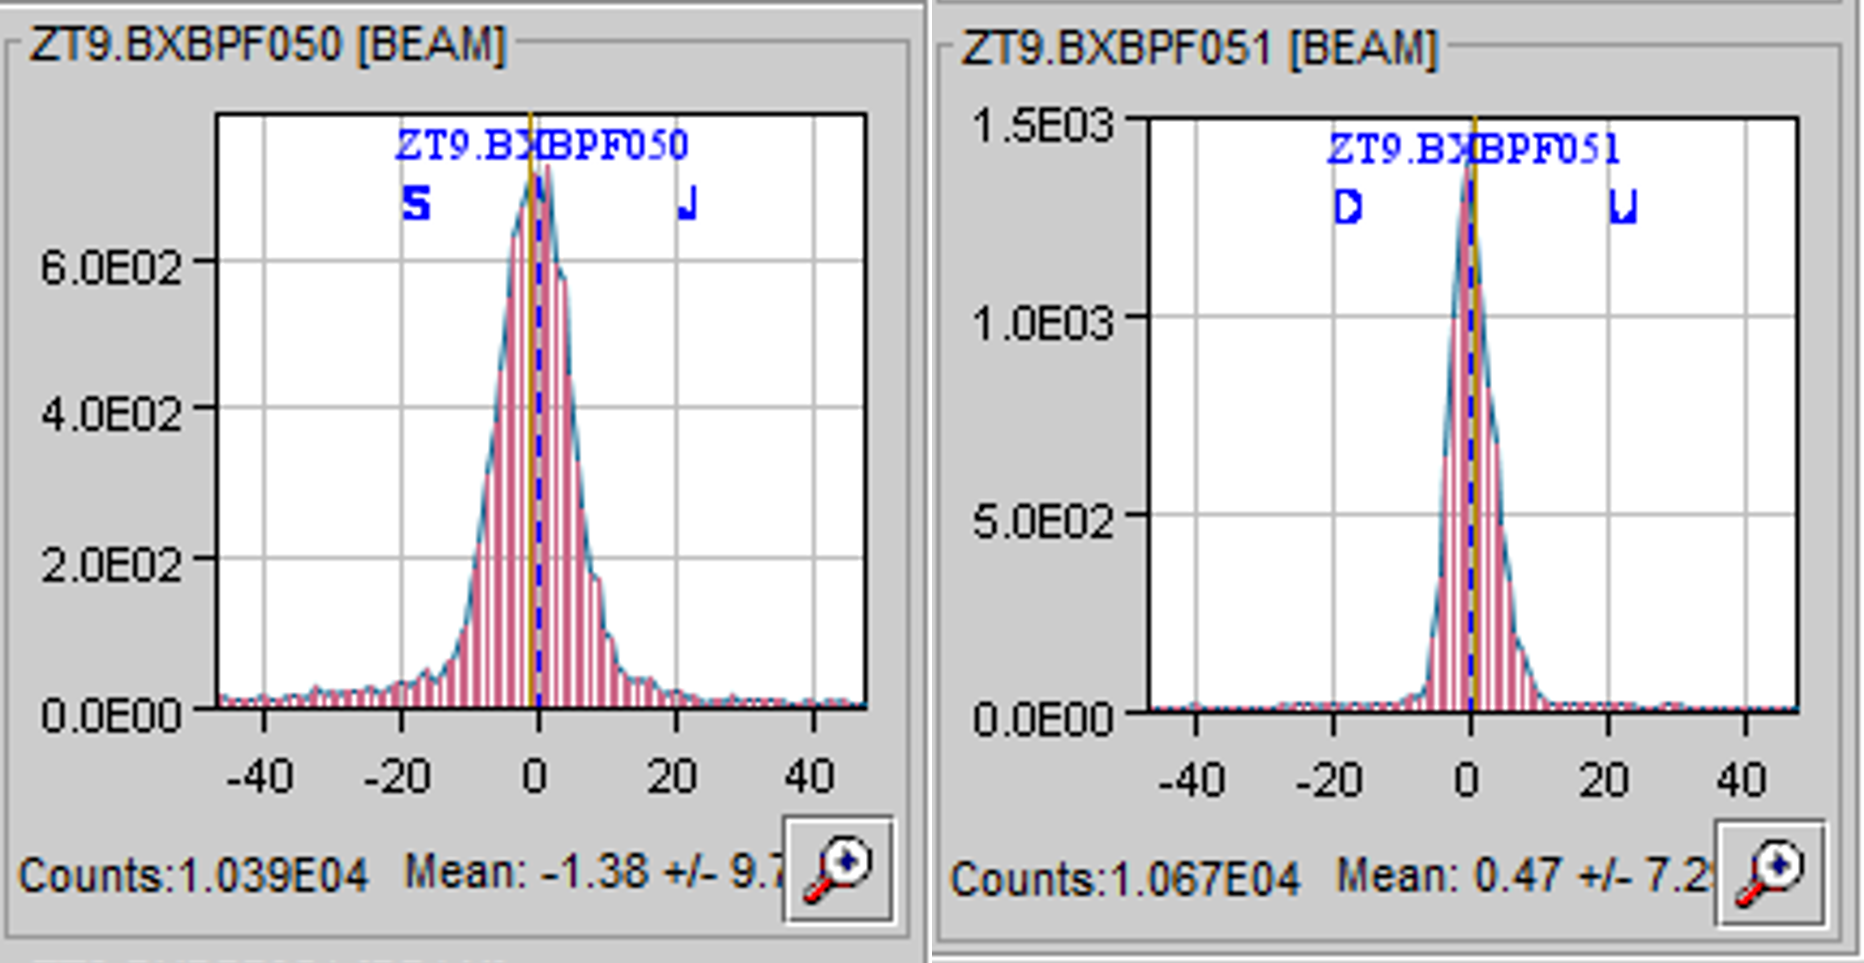 ZT9.BXBPF050 [BEAM]
ZT9.BXBPF050
S J
6.0E02
4.0E02
2.0E02
0.0E00
-40 -20 0 20 40
Counts:1.039E04 Mean: -1.38 +/- 9.7
ZT9.BXBPF051 [BEAM]
1.5E03
ZT9.BXBPF051
D U
1.0E03
5.0E02
0.0E00
-40 -20 0 20 40
Counts:1.067E04 Mean: 0.47 +/- 7.2